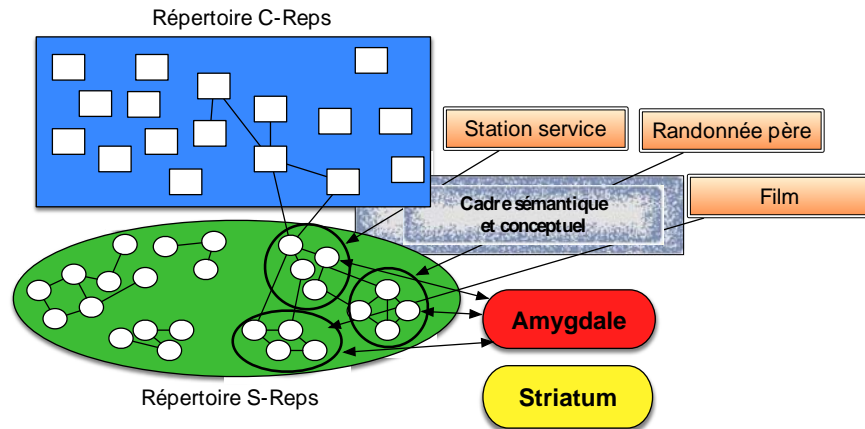 Répertoire C-Reps
Station service
Randonnée père
Film
Cadre sémantique
et conceptuel
Amygdale
Striatum
Répertoire S-Reps